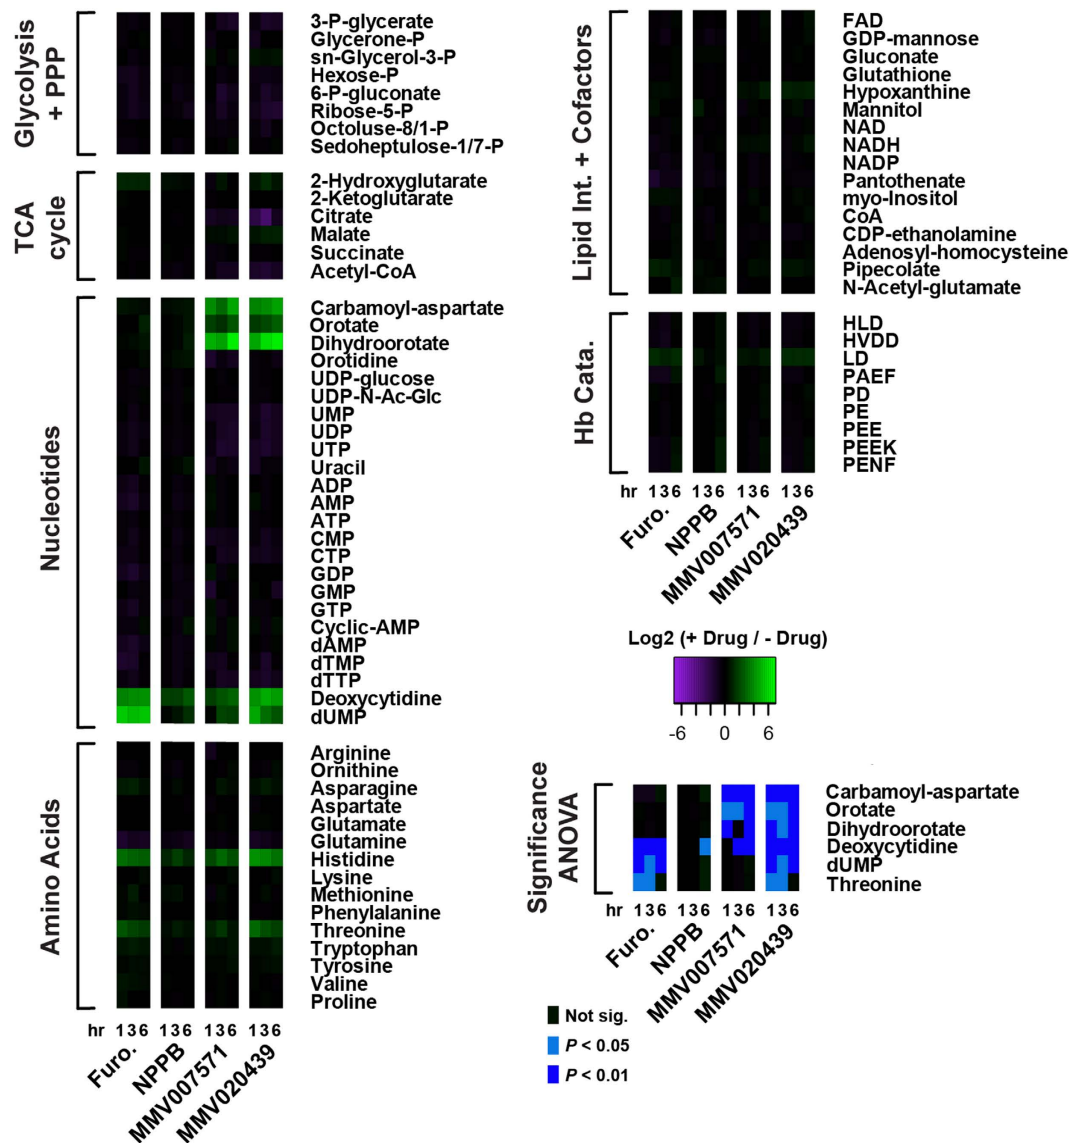 Glycolysis
+ PPP
3-P-glycerate
Glycerone-P
sn-Glycerol-3-P
Hexose-P
6-P-gluconate
Ribose-5-P
Octoluse-8/1-P
Sedoheptulose-1/7-P
TCA
cycle
2-Hydroxyglutarate
2-Ketoglutarate
Citrate
Malate
Succinate
Acetyl-CoA
Nucleotides
Carbamoyl-aspartate
Orotate
Dihydroorotate
Orotidine
UDP-glucose
UDP-N-Ac-Glc
UMP
UDP
UTP
Uracil
ADP
AMP
ATP
CMP
CTP
GDP
GMP
GTP
Cyclic-AMP
dAMP
dTMP
dTTP
Deoxycytidine
dUMP
Amino Acids
Arginine
Ornithine
Asparagine
Aspartate
Glutamate
Glutamine
Histidine
Lysine
Methionine
Phenylalanine
Threonine
Tryptophan
Tyrosine
Valine
Proline
hr 136 136 136 136
Furo.
NPPB
MMV007571
MMV020439
Lipid Int. + Cofactors
FAD
GDP-mannose
Gluconate
Glutathione
Hypoxanthine
Mannitol
NAD
NADH
NADP
Pantothenate
myo-Inositol
CoA
CDP-ethanolamine
Adenosyl-homocysteine
Pipecolate
N-Acetyl-glutamate
Hb Cata.
HLD
HVDD
LD
PAEF
PD
PE
PEE
PEEK
PENF
hr 136 136 136 136
Furo.
NPPB
MMV007571
MMV020439
Log2 (+ Drug / - Drug)
-6 0 6
Significance
ANOVA
Carbamoyl-aspartate
Orotate
Dihydroorotate
Deoxycytidine
dUMP
Threonine
hr 136 136 136 136
Furo.
NPPB
MMV007571
MMV020439
Not sig.
P < 0.05
P < 0.01